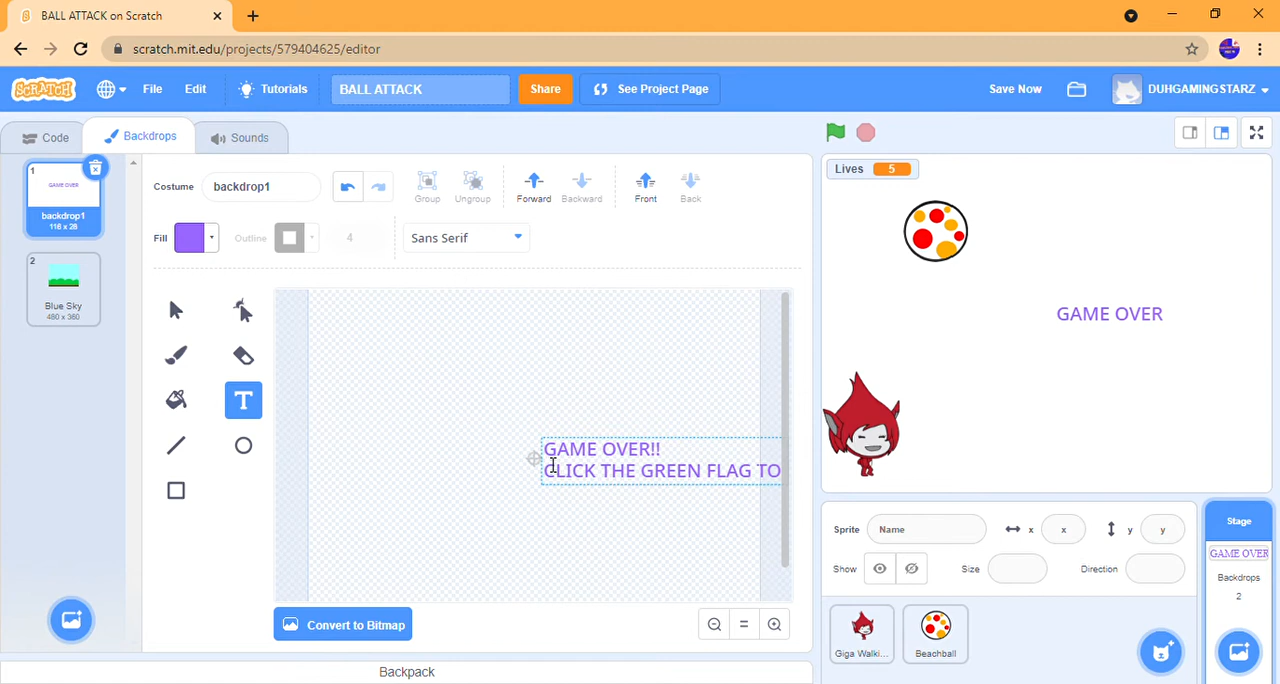 BALL ATTACK on Scratch
scratch.mit.edu/projects/579404625/editor
SCRATCH
File
Edit
Tutorials
BALL ATTACK
Share
See Project Page
Save Now
DUHGAMINGSTARZ
Code
Backdrops
Sounds
1
GAME OVER
backdrop1
116 x 28
2
Blue Sky
480 x 360
Costume
backdrop1
Group
Ungroup
Forward
Backward
Front
Back
Fill
Outline
4
Sans Serif
T
GAME OVER!!
CLICK THE GREEN FLAG TO
Convert to Bitmap
Backpack
Lives 5
GAME OVER
Sprite
Name
x
x
y
y
Show
Size
Direction
Giga Walki...
Beachball
Stage
GAME OVER
Backdrops
2